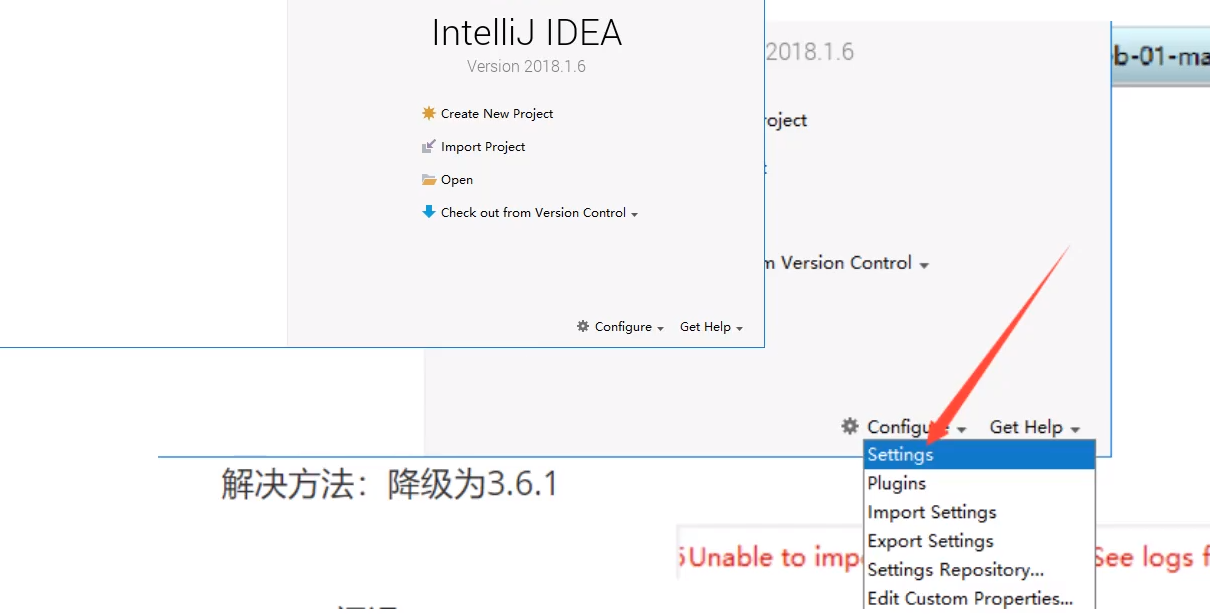 IntelliJ IDEA
Version 2018.1.6
Create New Project
Import Project
Open
Check out from Version Control
Configure Get Help
2018.1.6
b-01-ma
roject
m Version Control
Configure Get Help
Settings
Plugins
Import Settings
Export Settings
Settings Repository...
Edit Custom Properties...
解决方法：降级为3.6.1
Unable to imp
See logs f